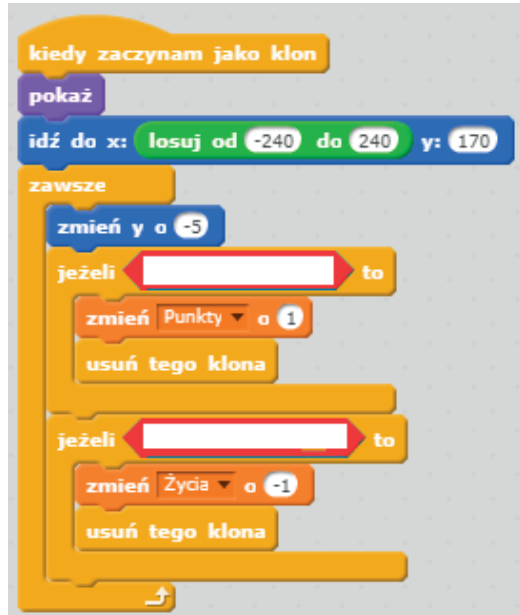 kiedy zaczynam jako klon
pokaż
idź do x: losuj od -240 do 240 y: 170
zawsze
zmień y o -5
jeżeli to
zmień Punkty o 1
usuń tego klona
jeżeli to
zmień Życia o -1
usuń tego klona